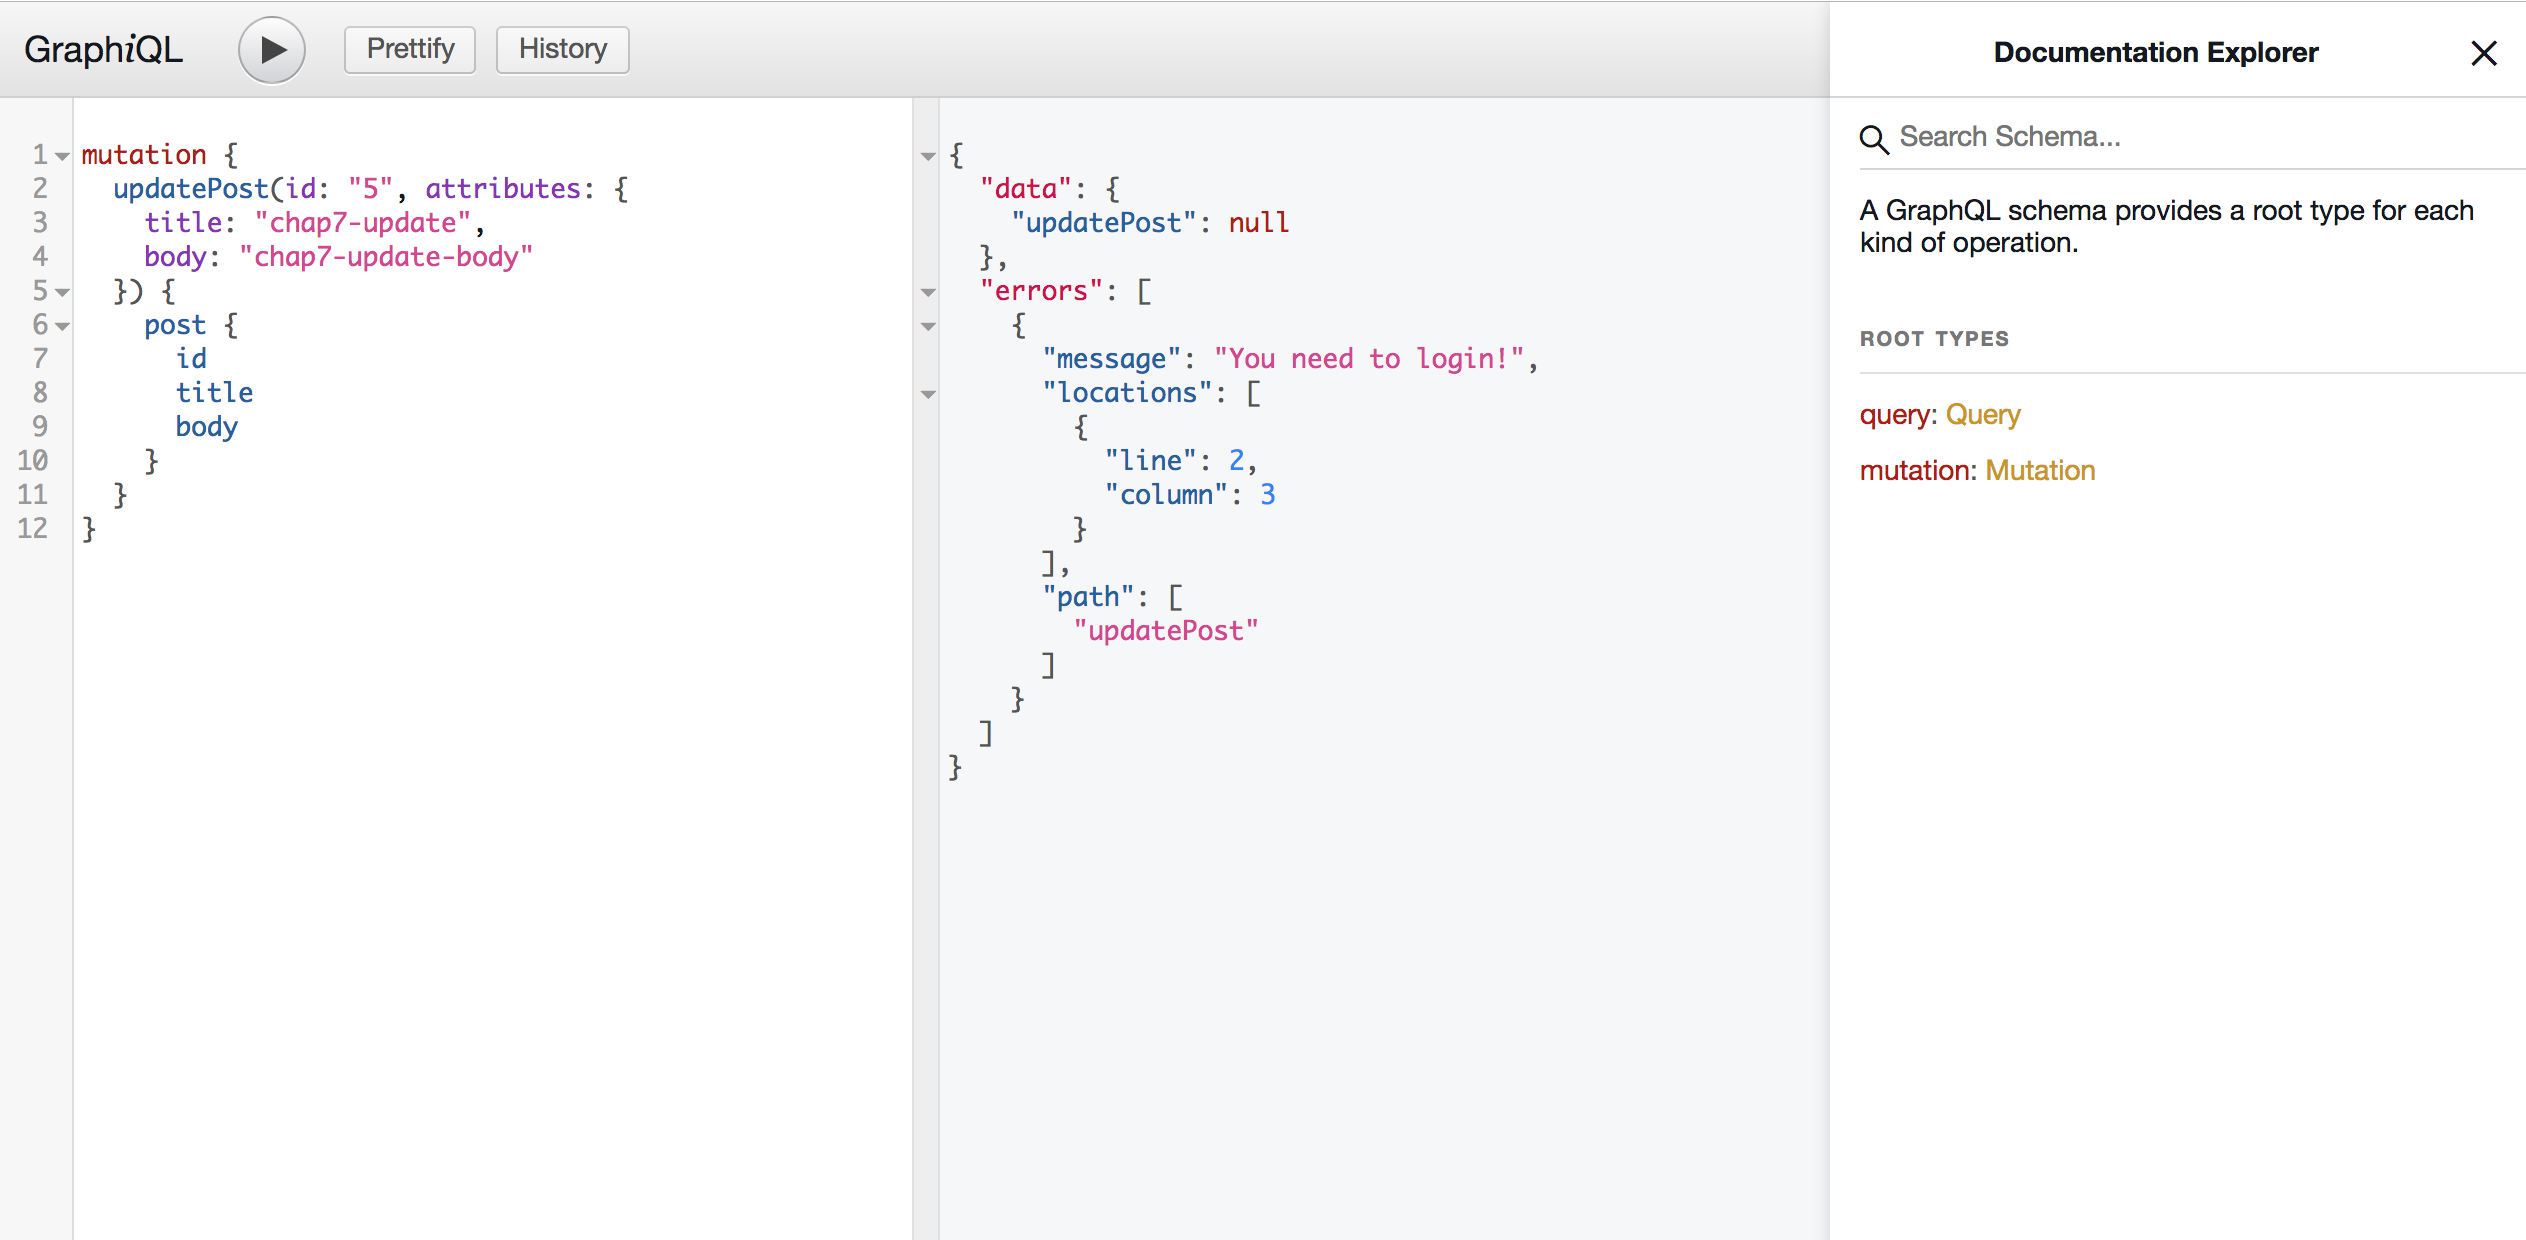 GraphiQL
Prettify
History
1 mutation {
2   updatePost(id: "5", attributes: {
3     title: "chap7-update",
4     body: "chap7-update-body"
5   }) {
6     post {
7       id
8       title
9       body
10     }
11   }
12 }
{
  "data": {
    "updatePost": null
  },
  "errors": [
    {
      "message": "You need to login!",
      "locations": [
        {
          "line": 2,
          "column": 3
        }
      ],
      "path": [
        "updatePost"
      ]
    }
  ]
}
Documentation Explorer
Search Schema...
A GraphQL schema provides a root type for each
kind of operation.
ROOT TYPES
query: Query
mutation: Mutation